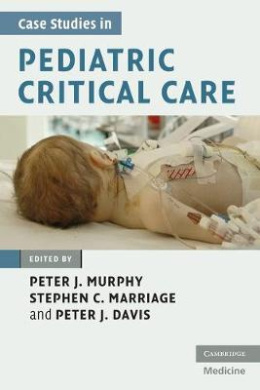 Case Studies in
PEDIATRIC
CRITICAL CARE
EDITED BY
PETER J. MURPHY
STEPHEN C. MARRIAGE
and PETER J. DAVIS
CAMBRIDGE
Medicine